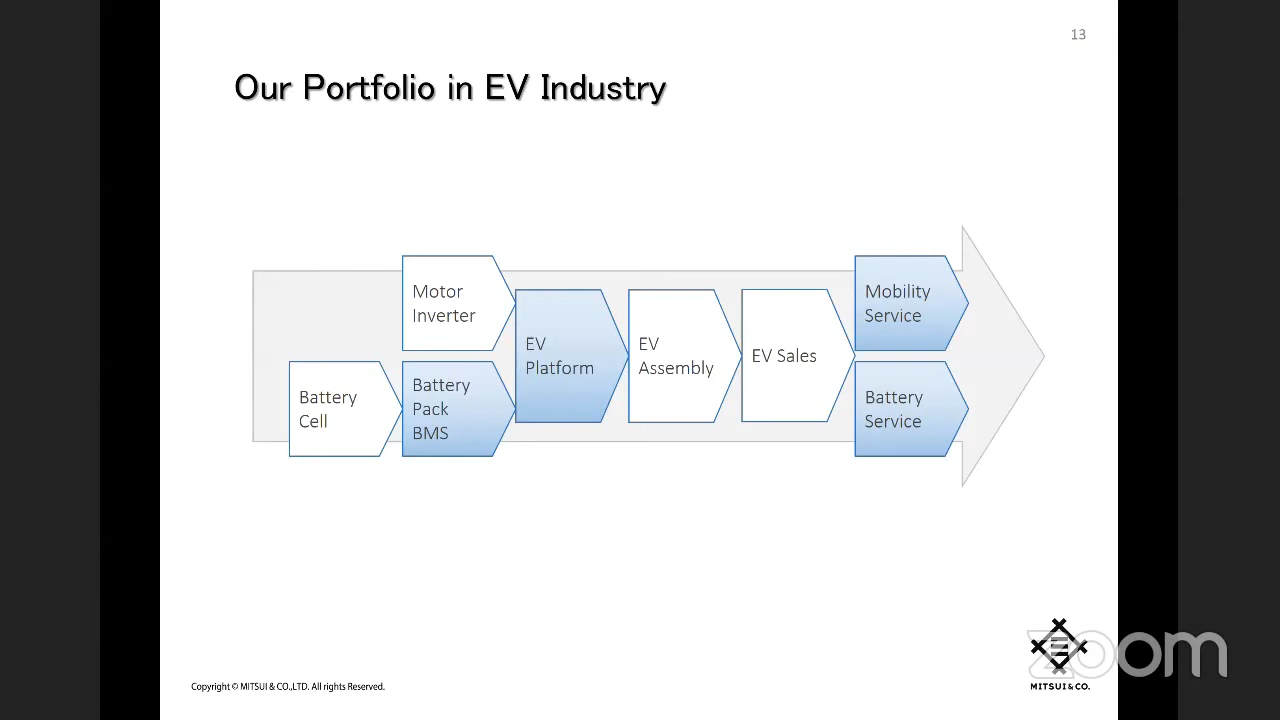 13
Our Portfolio in EV Industry
Motor
Inverter
Battery
Cell
Battery
Pack
BMS
EV
Platform
EV
Assembly
EV Sales
Mobility
Service
Battery
Service
zoom
MITSUI & CO.
Copyright © MITSUI & CO.,LTD. All rights Reserved.